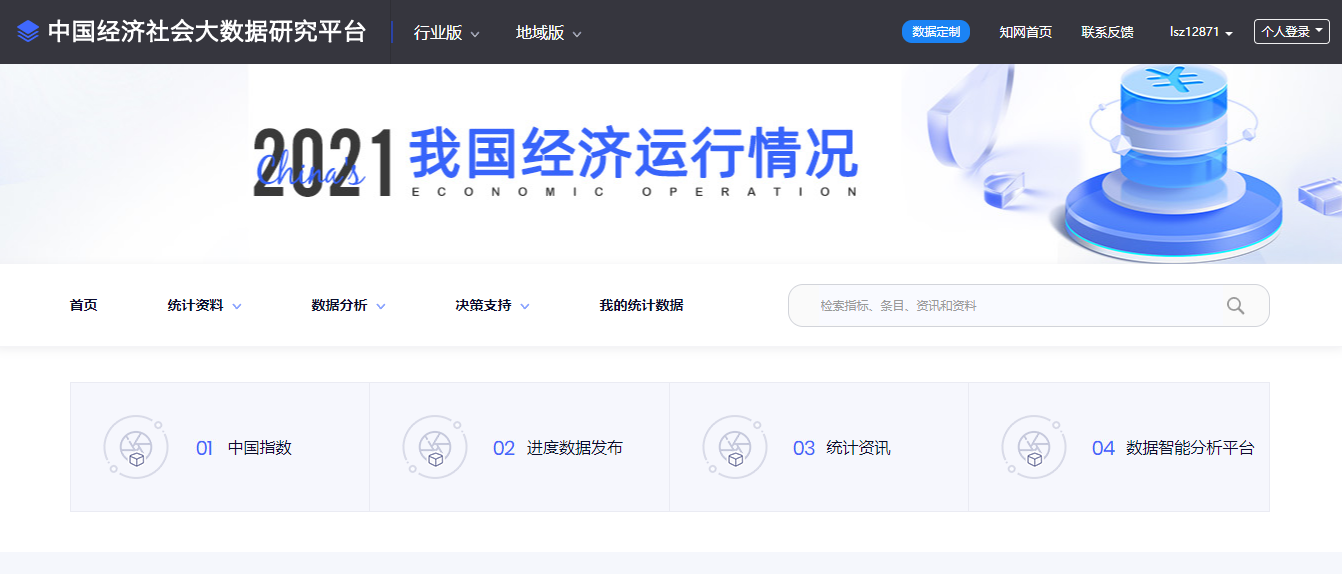 中国经济社会大数据研究平台 行业版 地域版 数据定制 知网首页 联系反馈 lsz12871 个人登录
2021 China's 我国经济运行情况
ECONOMIC OPERATION
首页 统计资料 数据分析 决策支持 我的统计数据 检索指标、条目、资讯和资料
01 中国指数 02 进度数据发布 03 统计资讯 04 数据智能分析平台